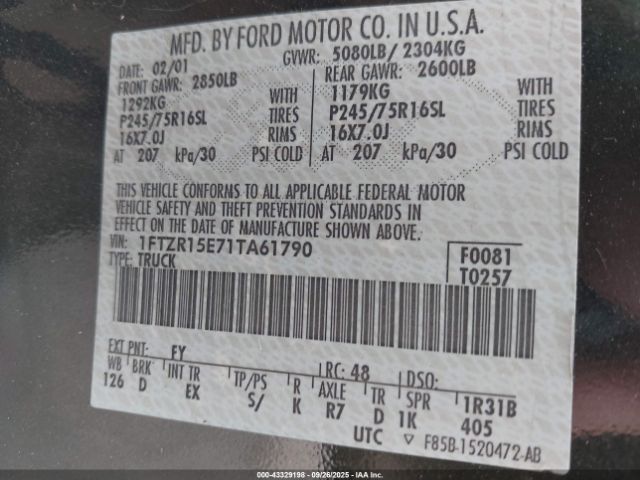 MFD. BY FORD MOTOR CO. IN U.S.A.
DATE: 02/01 GVWR: 5080LB/ 2304KG
FRONT GAWR: 2850LB REAR GAWR: 2600LB
1292KG WITH 1179KG WITH
P245/75R16SL TIRES P245/75R16SL TIRES
16X7.0J RIMS 16X7.0J RIMS
AT 207 kPa/30 PSI COLD AT 207 kPa/30 PSI COLD
THIS VEHICLE CONFORMS TO ALL APPLICABLE FEDERAL MOTOR
VEHICLE SAFETY AND THEFT PREVENTION STANDARDS IN
EFFECT ON THE DATE OF MANUFACTURE SHOWN ABOVE.
VIN: 1FTZR15E71TA61790 F0081
TYPE: TRUCK T0257
EXT PNT: FY RC: 48 DSO:
WB BRK INT TR TP/PS R AXLE TR SPR 1R31B
126 D EX S/ K R7 D 1K 405
UTC ▽ F85B-1520472-AB
000-43329198 - 09/26/2025 - IAAI.COM